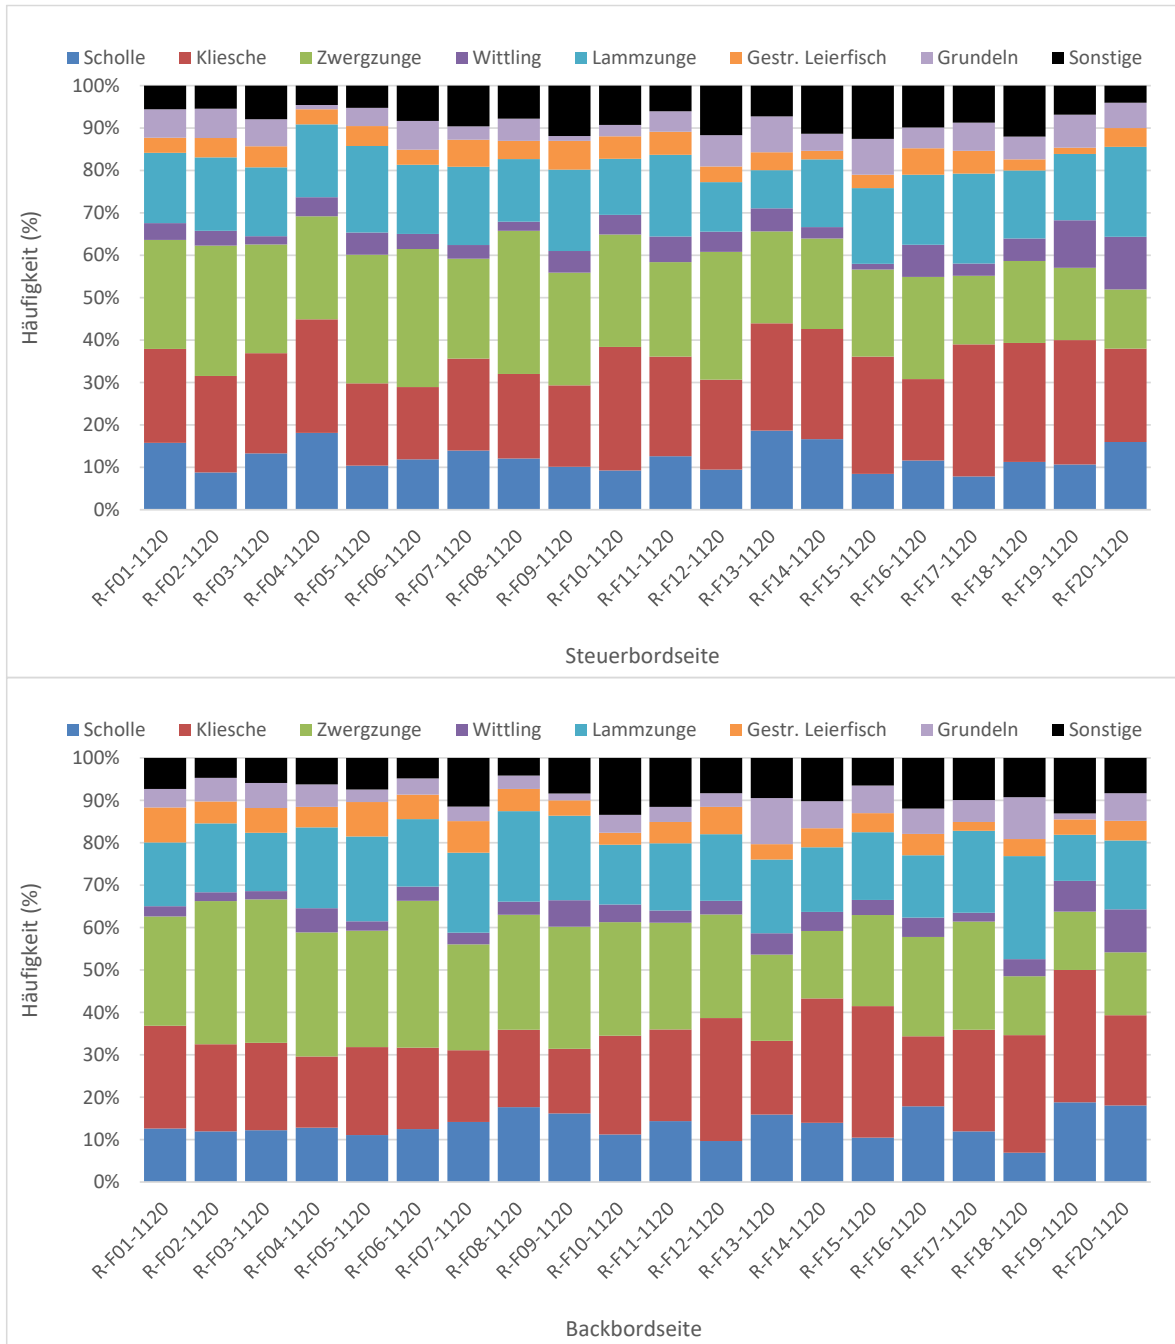 Scholle Kliesche Zwergzunge Wittling Lammzunge Gestr. Leierfisch Grundeln Sonstige
100%
90%
80%
70%
60%
50%
40%
30%
20%
10%
0%
Häufigkeit (%)
R-F01-1120 R-F02-1120 R-F03-1120 R-F04-1120 R-F05-1120 R-F06-1120 R-F07-1120 R-F08-1120 R-F09-1120 R-F10-1120 R-F11-1120 R-F12-1120 R-F13-1120 R-F14-1120 R-F15-1120 R-F16-1120 R-F17-1120 R-F18-1120 R-F19-1120 R-F20-1120
Steuerbordseite
Scholle Kliesche Zwergzunge Wittling Lammzunge Gestr. Leierfisch Grundeln Sonstige
100%
90%
80%
70%
60%
50%
40%
30%
20%
10%
0%
Häufigkeit (%)
R-F01-1120 R-F02-1120 R-F03-1120 R-F04-1120 R-F05-1120 R-F06-1120 R-F07-1120 R-F08-1120 R-F09-1120 R-F10-1120 R-F11-1120 R-F12-1120 R-F13-1120 R-F14-1120 R-F15-1120 R-F16-1120 R-F17-1120 R-F18-1120 R-F19-1120 R-F20-1120
Backbordseite